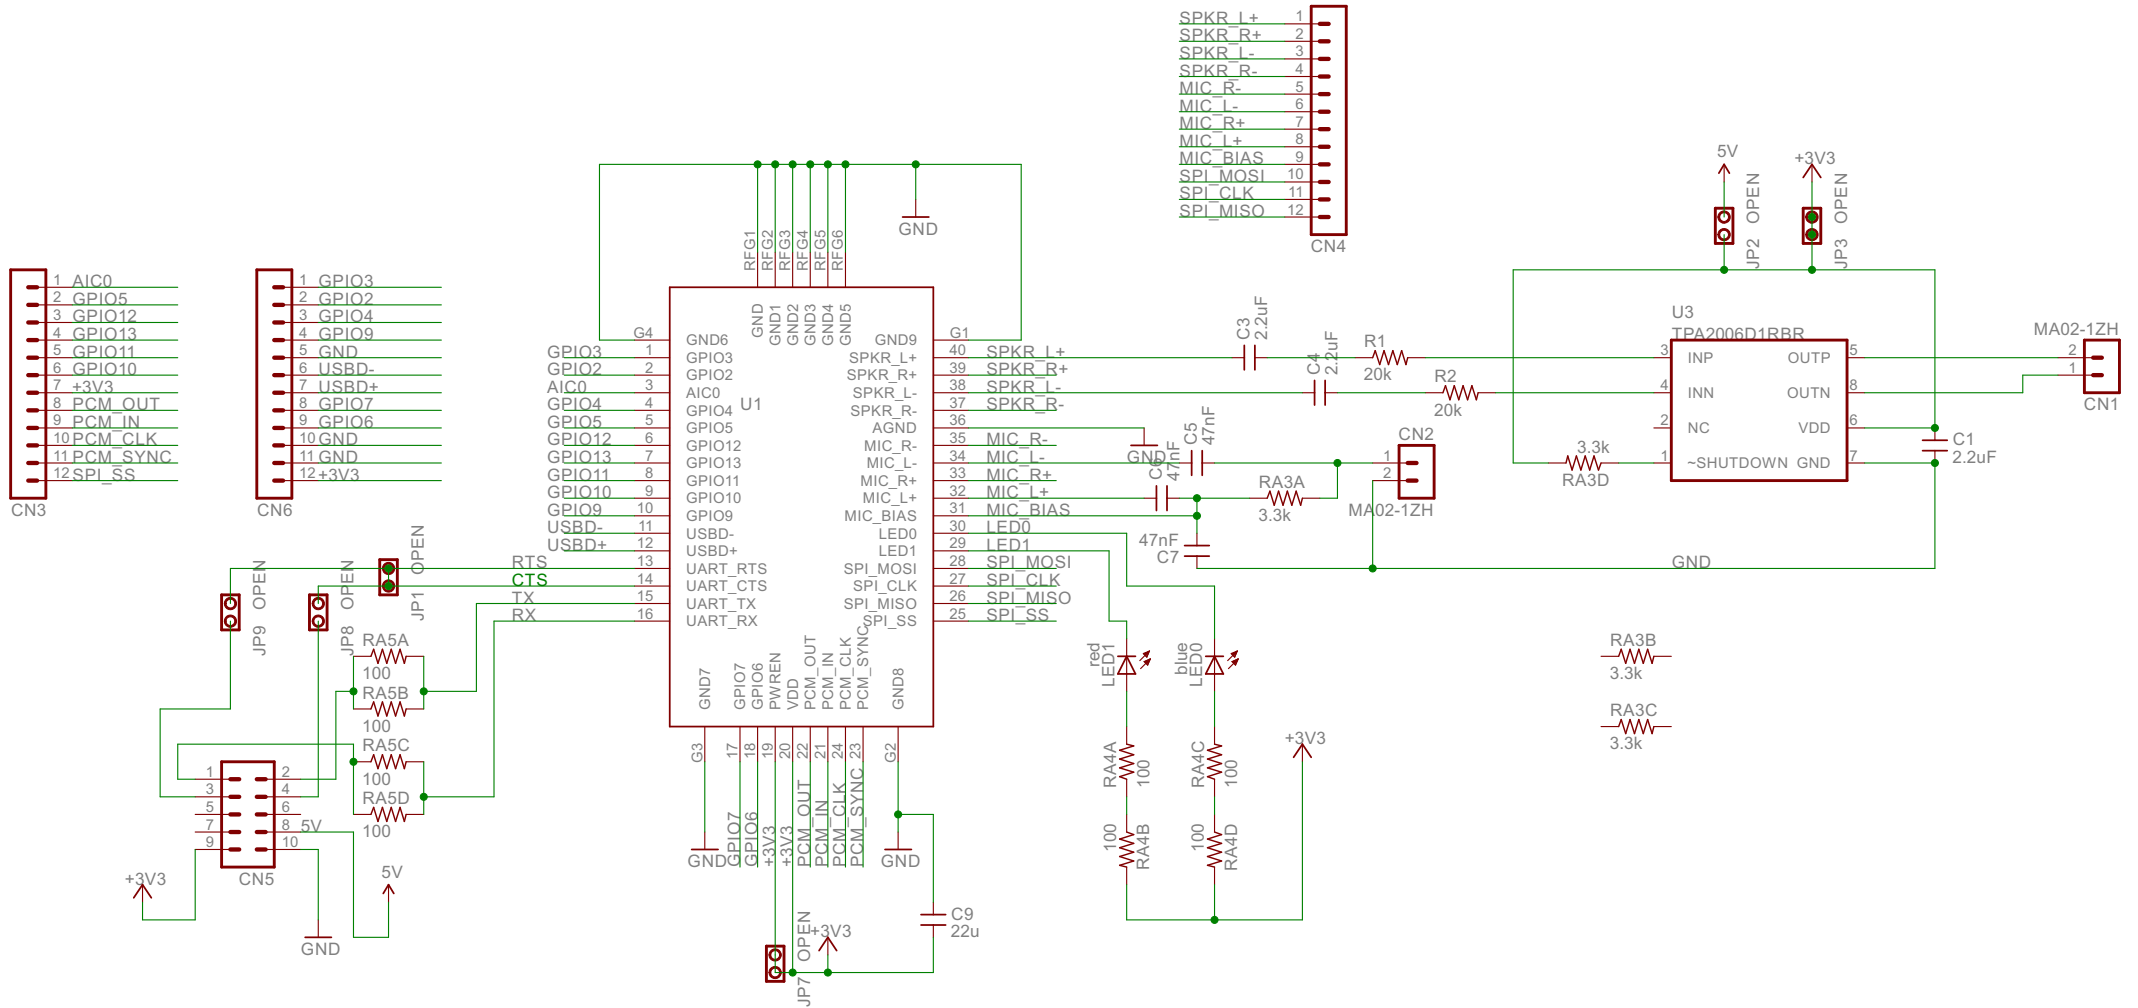 SPKR_L+ 1
SPKR_R+ 2
SPKR_L- 3
SPKR_R- 4
MIC_R- 5
MIC_L- 6
MIC_R+ 7
MIC_L+ 8
MIC_BIAS 9
SPI_MOSI 10
SPI_CLK 11
SPI_MISO 12
CN4
1 AIC0
2 GPIO5
3 GPIO12
4 GPIO13
5 GPIO11
6 GPIO10
7 +3V3
8 PCM_OUT
9 PCM_IN
10 PCM_CLK
11 PCM_SYNC
12 SPI_SS
CN3
1 GPIO3
2 GPIO2
3 GPIO4
4 GPIO9
5 GND
6 USBD-
7 USBD+
8 GPIO7
9 GPIO6
10 GND
11 GND
12 +3V3
CN6
GND
RFG1
RFG2
RFG3
RFG4
RFG5
RFG6
GND
GND1
GND2
GND3
GND4
GND5
U1
G4 GND6
GPIO3 1 GPIO3
GPIO2 2 GPIO2
AIC0 3 AIC0
GPIO4 4 GPIO4
GPIO5 5 GPIO5
GPIO12 6 GPIO12
GPIO13 7 GPIO13
GPIO11 8 GPIO11
GPIO10 9 GPIO10
GPIO9 10 GPIO9
USBD- 11 USBD-
USBD+ 12 USBD+
RTS 13 UART_RTS
CTS 14 UART_CTS
TX 15 UART_TX
RX 16 UART_RX
GND9 G1
SPKR_L+ 40 SPKR_L+
SPKR_R+ 39 SPKR_R+
SPKR_L- 38 SPKR_L-
SPKR_R- 37 SPKR_R-
AGND 36
MIC_R- 35 MIC_R-
MIC_L- 34 MIC_L-
MIC_R+ 33 MIC_R+
MIC_L+ 32 MIC_L+
MIC_BIAS 31 MIC_BIAS
LED0 30 LED0
LED1 29 LED1
SPI_MOSI 28 SPI_MOSI
SPI_CLK 27 SPI_CLK
SPI_MISO 26 SPI_MISO
SPI_SS 25 SPI_SS
GND7
GPIO7
GPIO6
PWREN
VDD
PCM_OUT
PCM_IN
PCM_CLK
PCM_SYNC
GND8
G3
17
18
19
20
22
21
24
23
G2
GND
GPIO7
GPIO6
+3V3
+3V3
PCM_OUT
PCM_IN
PCM_CLK
PCM_SYNC
GND
JP7 OPEN
+3V3
C9
22u
JP9 OPEN
JP8 OPEN
JP1 OPEN
RA5A
100
RA5B
100
RA5C
100
RA5D
100
1 2
3 4
5 6
7 8 5V
9 10
CN5
+3V3
GND
5V
C3
2.2uF
C4
2.2uF
R1
20k
R2
20k
GND
C5
47nF
C6
47nF
RA3A
3.3k
47nF
C7
CN2
1
2
MA02-1ZH
GND
red
LED1
blue
LED0
RA4A
100
RA4C
100
100
RA4B
100
RA4D
+3V3
5V
JP2 OPEN
+3V3
JP3 OPEN
U3
TPA2006D1RBR
3 INP
4 INN
2 NC
1 ~SHUTDOWN
OUTP 5
OUTN 8
VDD 6
GND 7
3.3k
RA3D
C1
2.2uF
MA02-1ZH
2
1
CN1
RA3B
3.3k
RA3C
3.3k